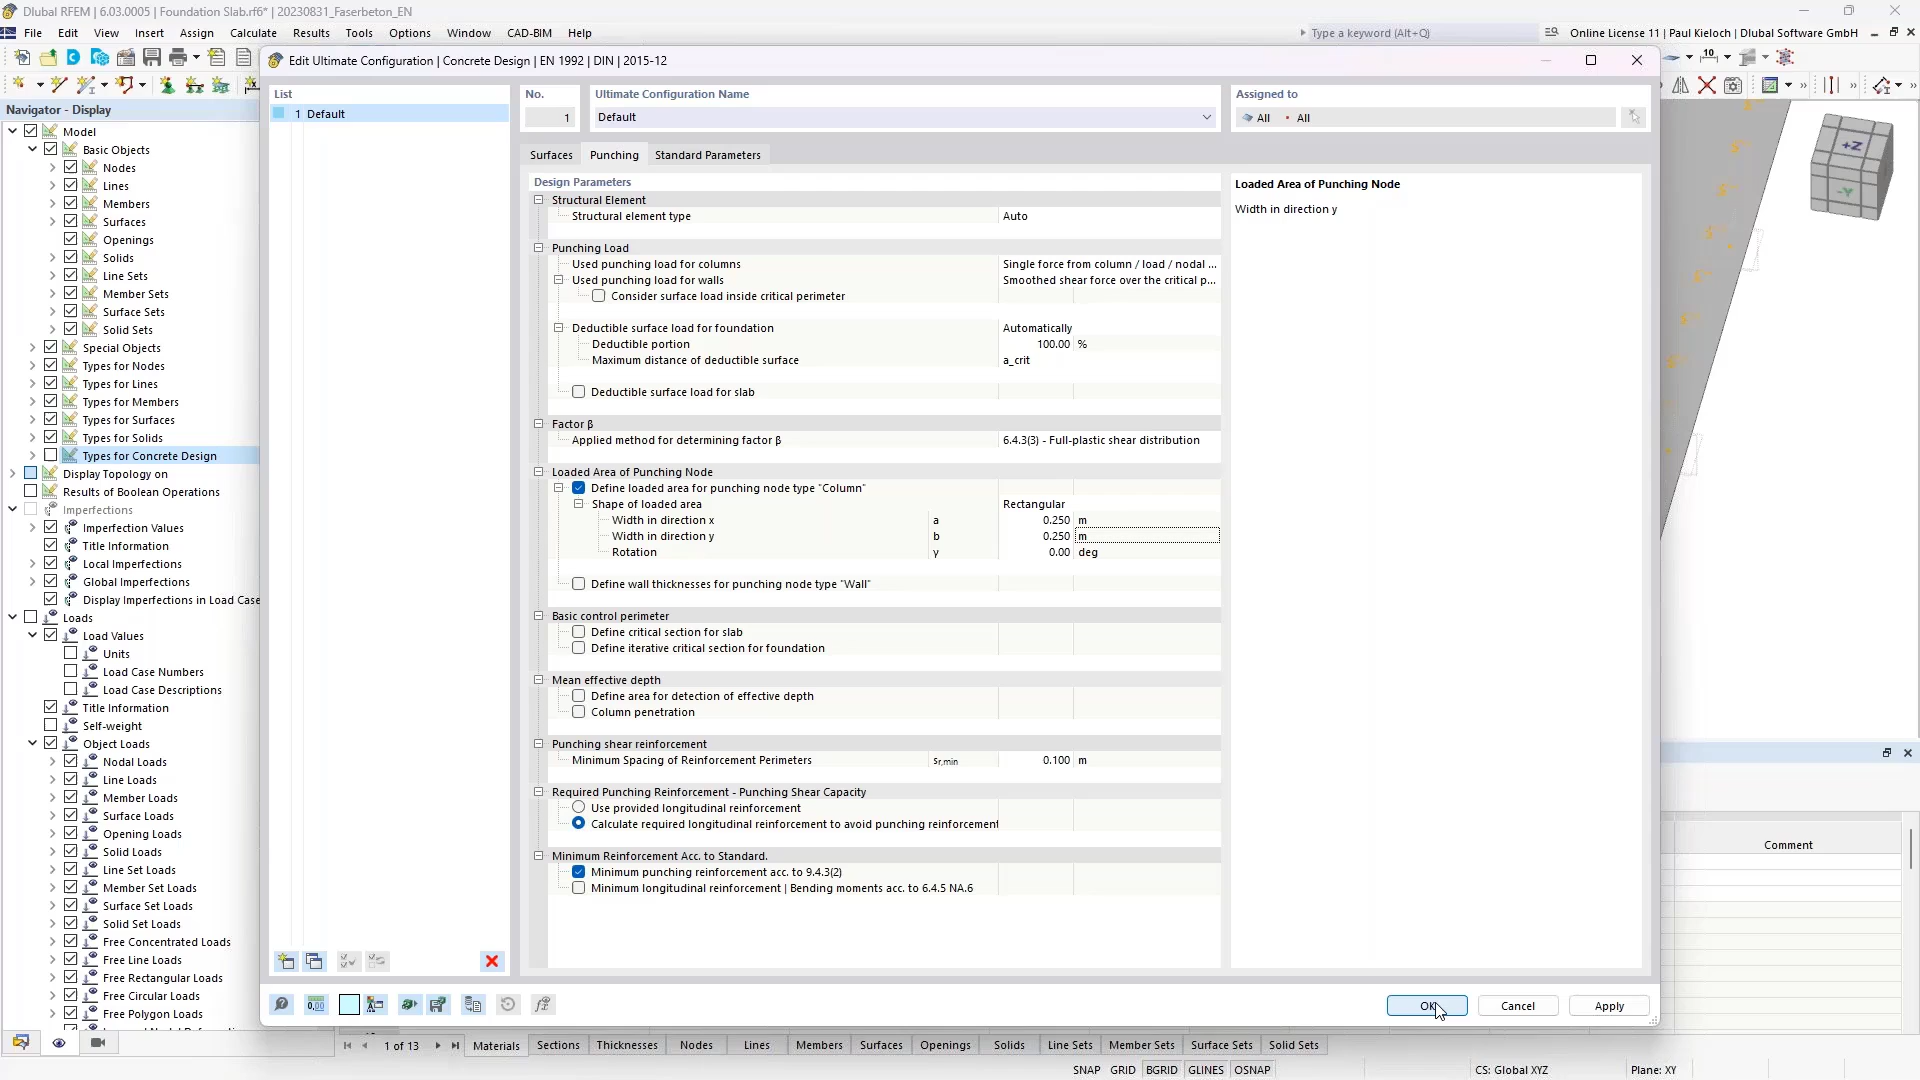 Dlubal RFEM | 6.03.0005 | Foundation Slab.rf6* | 20230831_Faserbeton_EN
File Edit View Insert Assign Calculate Results Tools Options Window CAD-BIM Help
Type a keyword (Alt+Q)
Online License 11 | Paul Kieloch | Dlubal Software GmbH
Edit Ultimate Configuration | Concrete Design | EN 1992 | DIN | 2015-12
Navigator - Display
Model
Basic Objects
Nodes
Lines
Members
Surfaces
Openings
Solids
Line Sets
Member Sets
Surface Sets
Solid Sets
Special Objects
Types for Nodes
Types for Lines
Types for Members
Types for Surfaces
Types for Solids
Types for Concrete Design
Display Topology on
Results of Boolean Operations
Imperfections
Imperfection Values
Title Information
Local Imperfections
Global Imperfections
Display Imperfections in Load Case
Loads
Load Values
Units
Load Case Numbers
Load Case Descriptions
Title Information
Self-weight
Object Loads
Nodal Loads
Line Loads
Member Loads
Surface Loads
Opening Loads
Solid Loads
Line Set Loads
Member Set Loads
Surface Set Loads
Solid Set Loads
Free Concentrated Loads
Free Line Loads
Free Rectangular Loads
Free Circular Loads
Free Polygon Loads
List
1 Default
No.
1
Ultimate Configuration Name
Default
Assigned to
All All
Surfaces Punching Standard Parameters
Design Parameters
Structural Element
Structural element type Auto
Punching Load
Used punching load for columns Single force from column / load / nodal ...
Used punching load for walls Smoothed shear force over the critical p...
Consider surface load inside critical perimeter
Deductible surface load for foundation Automatically
Deductible portion 100.00 %
Maximum distance of deductible surface a_crit
Deductible surface load for slab
Factor β
Applied method for determining factor β 6.4.3(3) - Full-plastic shear distribution
Loaded Area of Punching Node
Define loaded area for punching node type "Column"
Shape of loaded area Rectangular
Width in direction x a 0.250 m
Width in direction y b 0.250 m
Rotation γ 0.00 deg
Define wall thicknesses for punching node type "Wall"
Basic control perimeter
Define critical section for slab
Define iterative critical section for foundation
Mean effective depth
Define area for detection of effective depth
Column penetration
Punching shear reinforcement
Minimum Spacing of Reinforcement Perimeters sr,min 0.100 m
Required Punching Reinforcement - Punching Shear Capacity
Use provided longitudinal reinforcement
Calculate required longitudinal reinforcement to avoid punching reinforcement
Minimum Reinforcement Acc. to Standard.
Minimum punching reinforcement acc. to 9.4.3(2)
Minimum longitudinal reinforcement | Bending moments acc. to 6.4.5 NA.6
Loaded Area of Punching Node
Width in direction y
OK Cancel Apply
10
+Z
-Y
Comment
1 of 13 Materials Sections Thicknesses Nodes Lines Members Surfaces Openings Solids Line Sets Member Sets Surface Sets Solid Sets
SNAP GRID BGRID GLINES OSNAP
CS: Global XYZ
Plane: XY